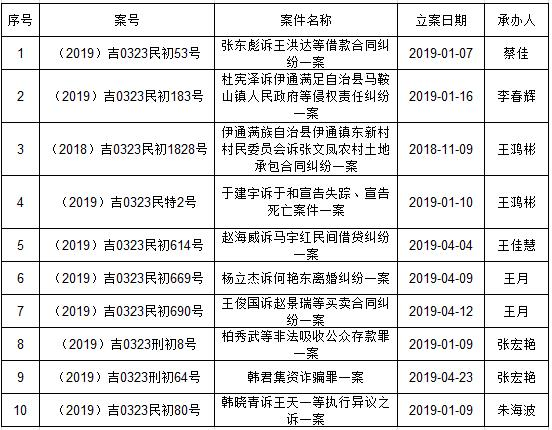 序号 案号 案件名称 立案日期 承办人
1 （2019）吉0323民初53号 张东彪诉王洪达等借款合同纠 2019-01-07 蔡佳
纷一案
2 （2019）吉0323民初183号 杜宪泽诉伊通满足自治县马鞍 2019-01-16 李春辉
山镇人民政府等侵权责任纠纷
一案
3 （2018）吉0323民初1828号 伊通满族自治县伊通镇东新村 2018-11-09 王鸿彬
村民委员会诉张文凤农村土地
承包合同纠纷一案
4 （2019）吉0323民特2号 于建宇诉于和宣告失踪、宣告 2019-01-10 王鸿彬
死亡案件一案
5 （2019）吉0323民初614号 赵海威诉马宇红民间借贷纠纷 2019-04-04 王佳慧
一案
6 （2019）吉0323民初669号 杨立杰诉何艳东离婚纠纷一案 2019-04-09 王月
7 （2019）吉0323民初690号 王俊国诉赵景瑞等买卖合同纠 2019-04-12 王月
纷一案
8 （2019）吉0323刑初8号 柏秀武等非法吸收公众存款罪 2019-01-09 张宏艳
一案
9 （2019）吉0323刑初64号 韩君集资诈骗罪一案 2019-04-23 张宏艳
10 （2019）吉0323民初80号 韩晓青诉王天一等执行异议之 2019-01-09 朱海波
诉一案